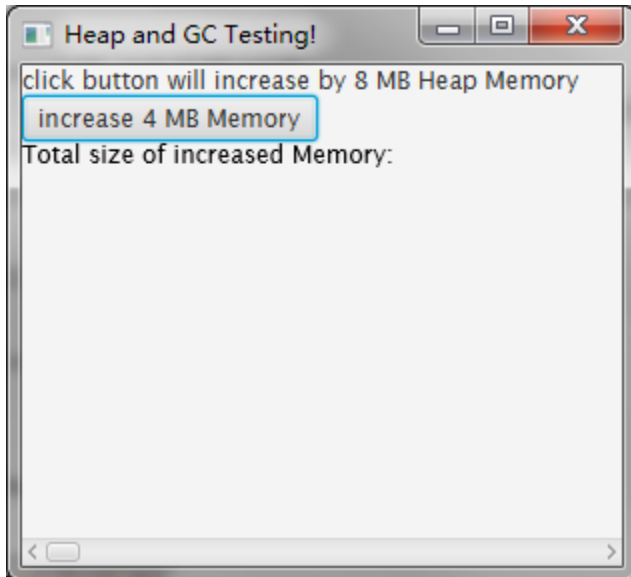 Heap and GC Testing!
click button will increase by 8 MB Heap Memory
increase 4 MB Memory
Total size of increased Memory: